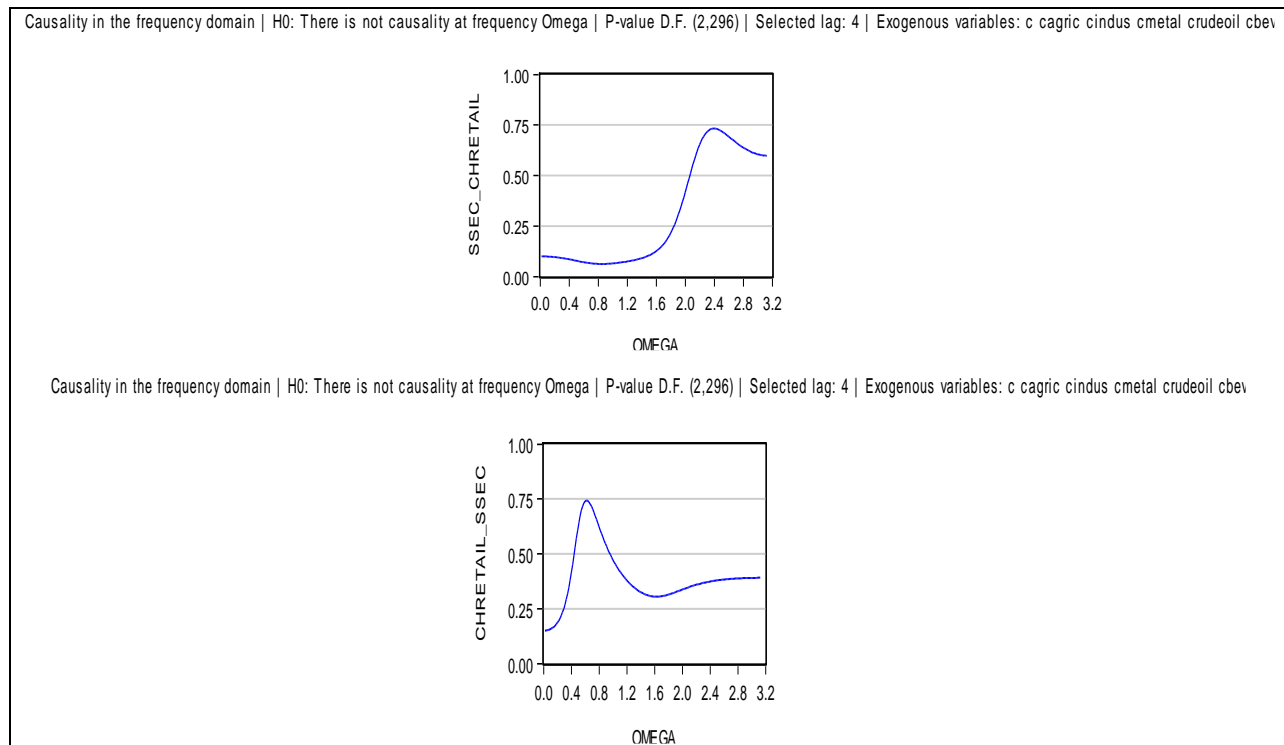 Causality in the frequency domain | H0: There is not causality at frequency Omega | P-value D.F. (2,296) | Selected lag: 4 | Exogenous variables: c cagric cindus cmetal crudeoil cbev
SSEC_CHRETAIL
1.00
0.75
0.50
0.25
0.00
0.0 0.4 0.8 1.2 1.6 2.0 2.4 2.8 3.2
OMEGA
Causality in the frequency domain | H0: There is not causality at frequency Omega | P-value D.F. (2,296) | Selected lag: 4 | Exogenous variables: c cagric cindus cmetal crudeoil cbev
CHRETAIL_SSEC
1.00
0.75
0.50
0.25
0.00
0.0 0.4 0.8 1.2 1.6 2.0 2.4 2.8 3.2
OMEGA